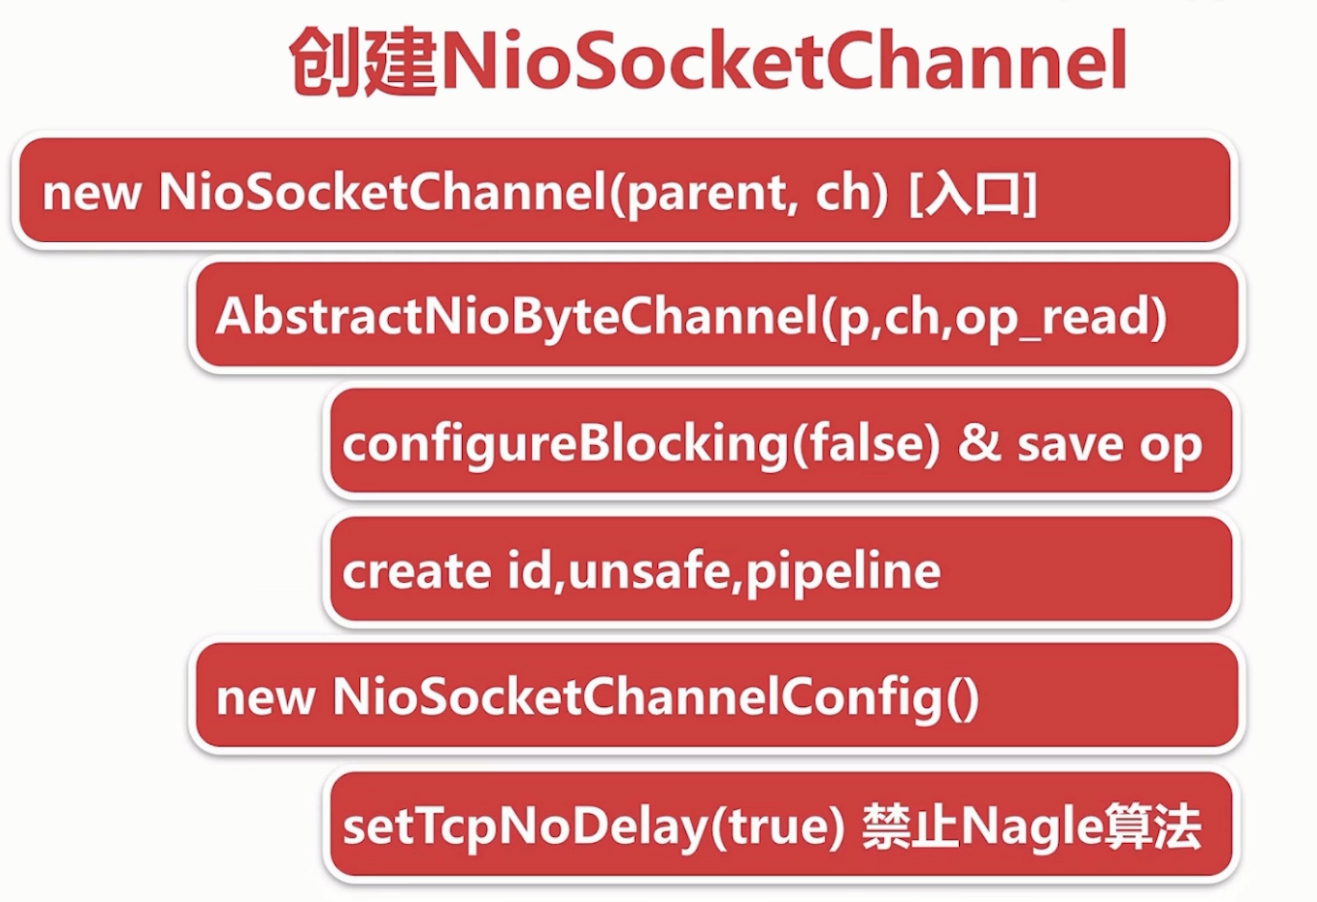 创建NioSocketChannel
new NioSocketChannel(parent, ch) [入口]
AbstractNioByteChannel(p,ch,op_read)
configureBlocking(false) & save op
create id,unsafe,pipeline
new NioSocketChannelConfig()
setTcpNoDelay(true) 禁止Nagle算法